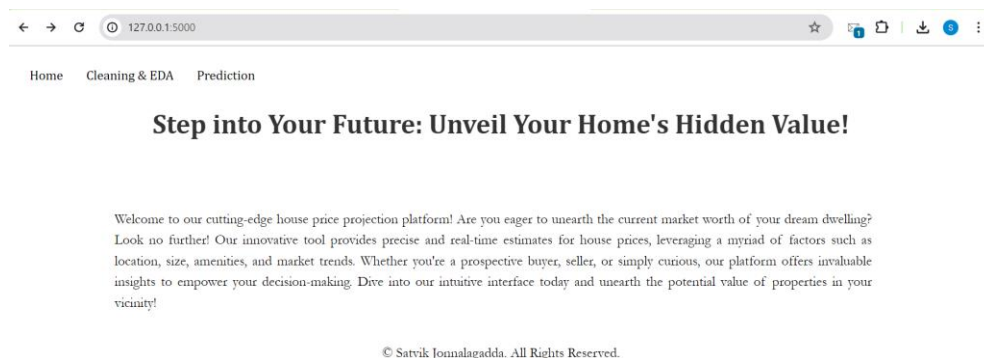 127.0.0.1:5000
1
S
Home Cleaning & EDA Prediction
Step into Your Future: Unveil Your Home's Hidden Value!
Welcome to our cutting-edge house price projection platform! Are you eager to unearth the current market worth of your dream dwelling?
Look no further! Our innovative tool provides precise and real-time estimates for house prices, leveraging a myriad of factors such as
location, size, amenities, and market trends. Whether you're a prospective buyer, seller, or simply curious, our platform offers invaluable
insights to empower your decision-making. Dive into our intuitive interface today and unearth the potential value of properties in your
vicinity!
© Satvik Jonnalagadda. All Rights Reserved.